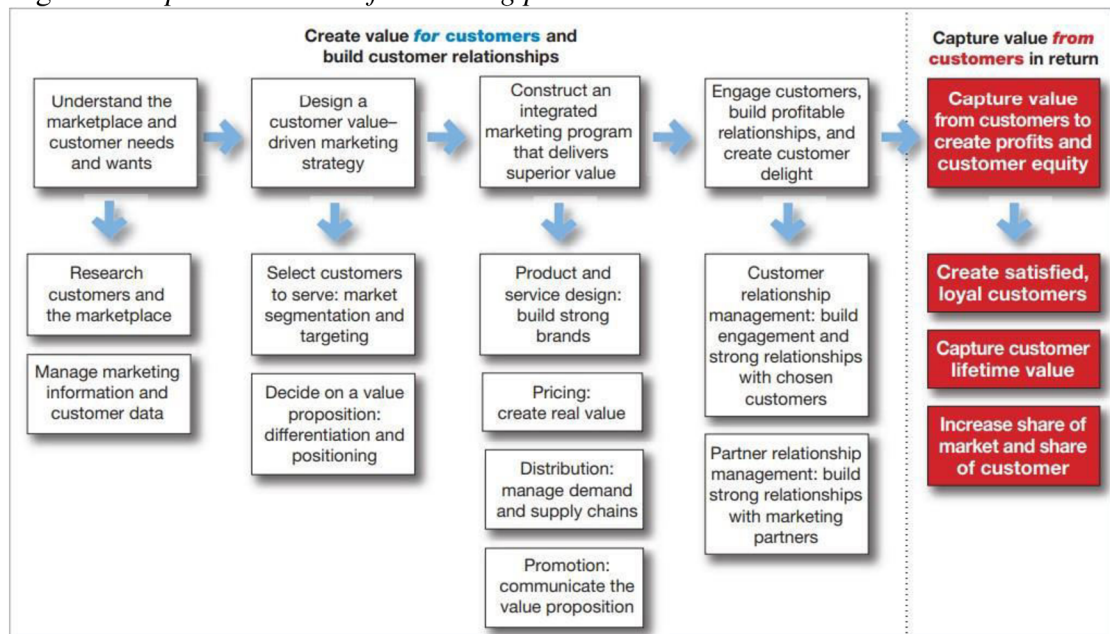 Create value for customers and
build customer relationships
Capture value from
customers in return
Understand the
marketplace and
customer needs
and wants
Design a
customer value–
driven marketing
strategy
Construct an
integrated
marketing program
that delivers
superior value
Engage customers,
build profitable
relationships, and
create customer
delight
Capture value
from customers to
create profits and
customer equity
Research
customers and
the marketplace
Manage marketing
information and
customer data
Select customers
to serve: market
segmentation and
targeting
Decide on a value
proposition:
differentiation and
positioning
Product and
service design:
build strong
brands
Pricing:
create real value
Distribution:
manage demand
and supply chains
Promotion:
communicate the
value proposition
Customer
relationship
management: build
engagement and
strong relationships
with chosen
customers
Partner relationship
management: build
strong relationships
with marketing
partners
Create satisfied,
loyal customers
Capture customer
lifetime value
Increase share of
market and share
of customer